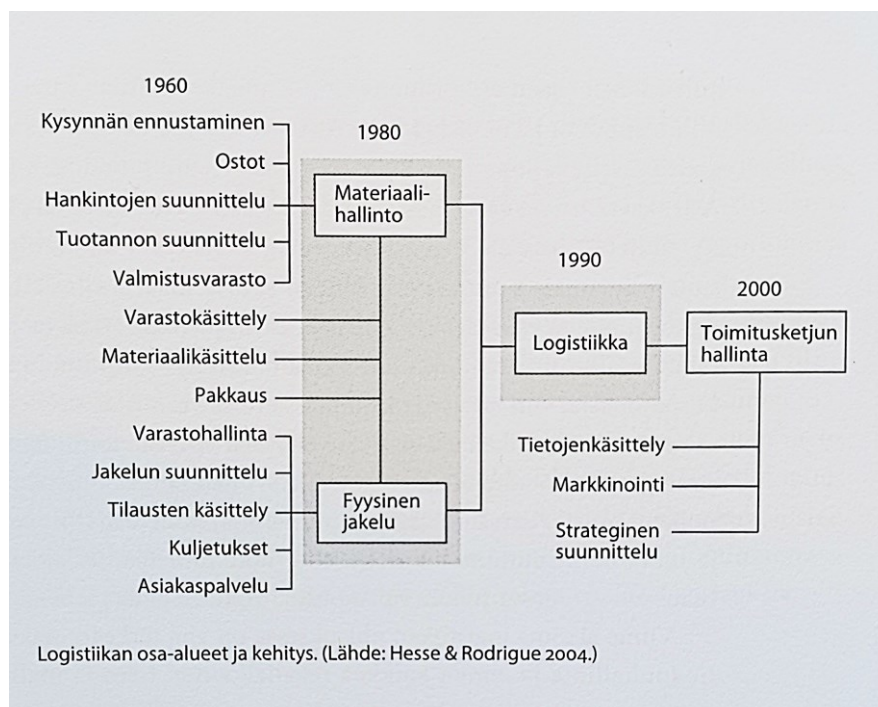 1960
Kysynnän ennustaminen
Ostot
Hankintojen suunnittelu
Tuotannon suunnittelu
Valmistusvarasto
Varastokäsittely
Materiaalikäsittelu
Pakkaus
Varastohallinta
Jakelun suunnittelu
Tilausten käsittely
Kuljetukset
Asiakaspalvelu
1980
Materiaali-
hallinto
Fyysinen
jakelu
1990
Logistiikka
2000
Toimitusketjun
hallinta
Tietojenkäsittely
Markkinointi
Strateginen
suunnittelu
Logistiikan osa-alueet ja kehitys. (Lähde: Hesse & Rodrigue 2004.)